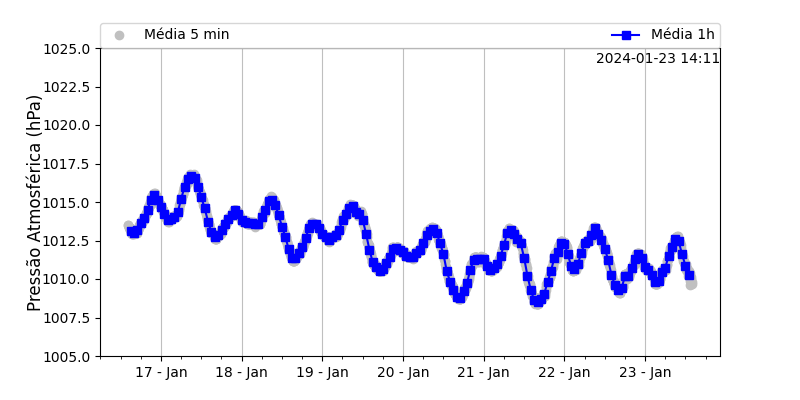 Média 5 min
Média 1h
2024-01-23 14:11
Pressão Atmosférica (hPa)
1025.0
1022.5
1020.0
1017.5
1015.0
1012.5
1010.0
1007.5
1005.0
17 - Jan
18 - Jan
19 - Jan
20 - Jan
21 - Jan
22 - Jan
23 - Jan